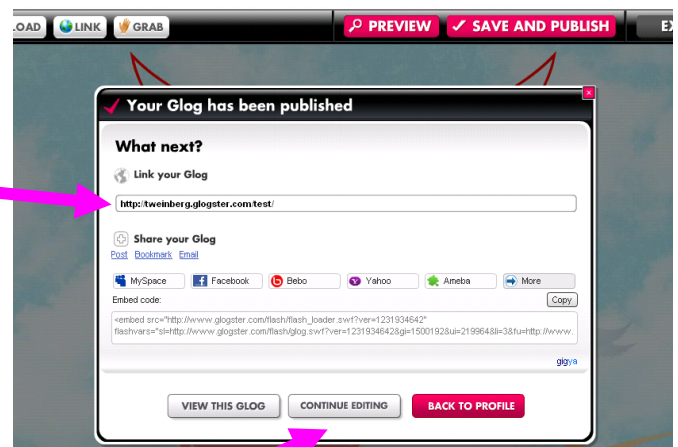 LINK GRAB PREVIEW SAVE AND PUBLISH
Your Glog has been published
What next?
Link your Glog
http://tweinberg.glogster.com/test/
Share your Glog
Post Bookmark Email
MySpace Facebook Bebo Yahoo Ameba More
Embed code: Copy
<embed src="http://www.glogster.com/flash/flash_loader.swf?ver=1231934642"
flashvars="sl=http://www.glogster.com/flash/glog.swf?ver=1231934642&gi=1500192&ui=219964&li=3&fu=http://www.
gigya
VIEW THIS GLOG CONTINUE EDITING BACK TO PROFILE